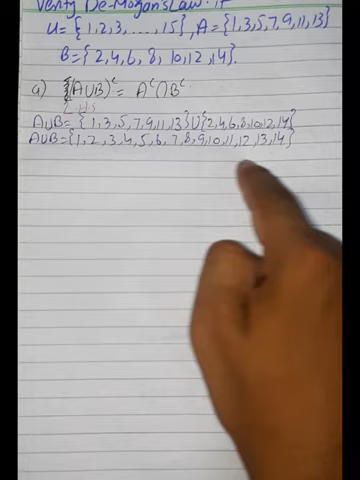 Verify De-Morgan's Law. If
U = {1,2,3,....,15}, A = {1,3,5,7,9,11,13}
B = {2,4,6,8,10,12,14}.
a) (A∪B)ᶜ = Aᶜ∩Bᶜ
L.H.S
A∪B = {1,3,5,7,9,11,13}∪{2,4,6,8,10,12,14}
A∪B = {1,2,3,4,5,6,7,8,9,10,11,12,13,14}